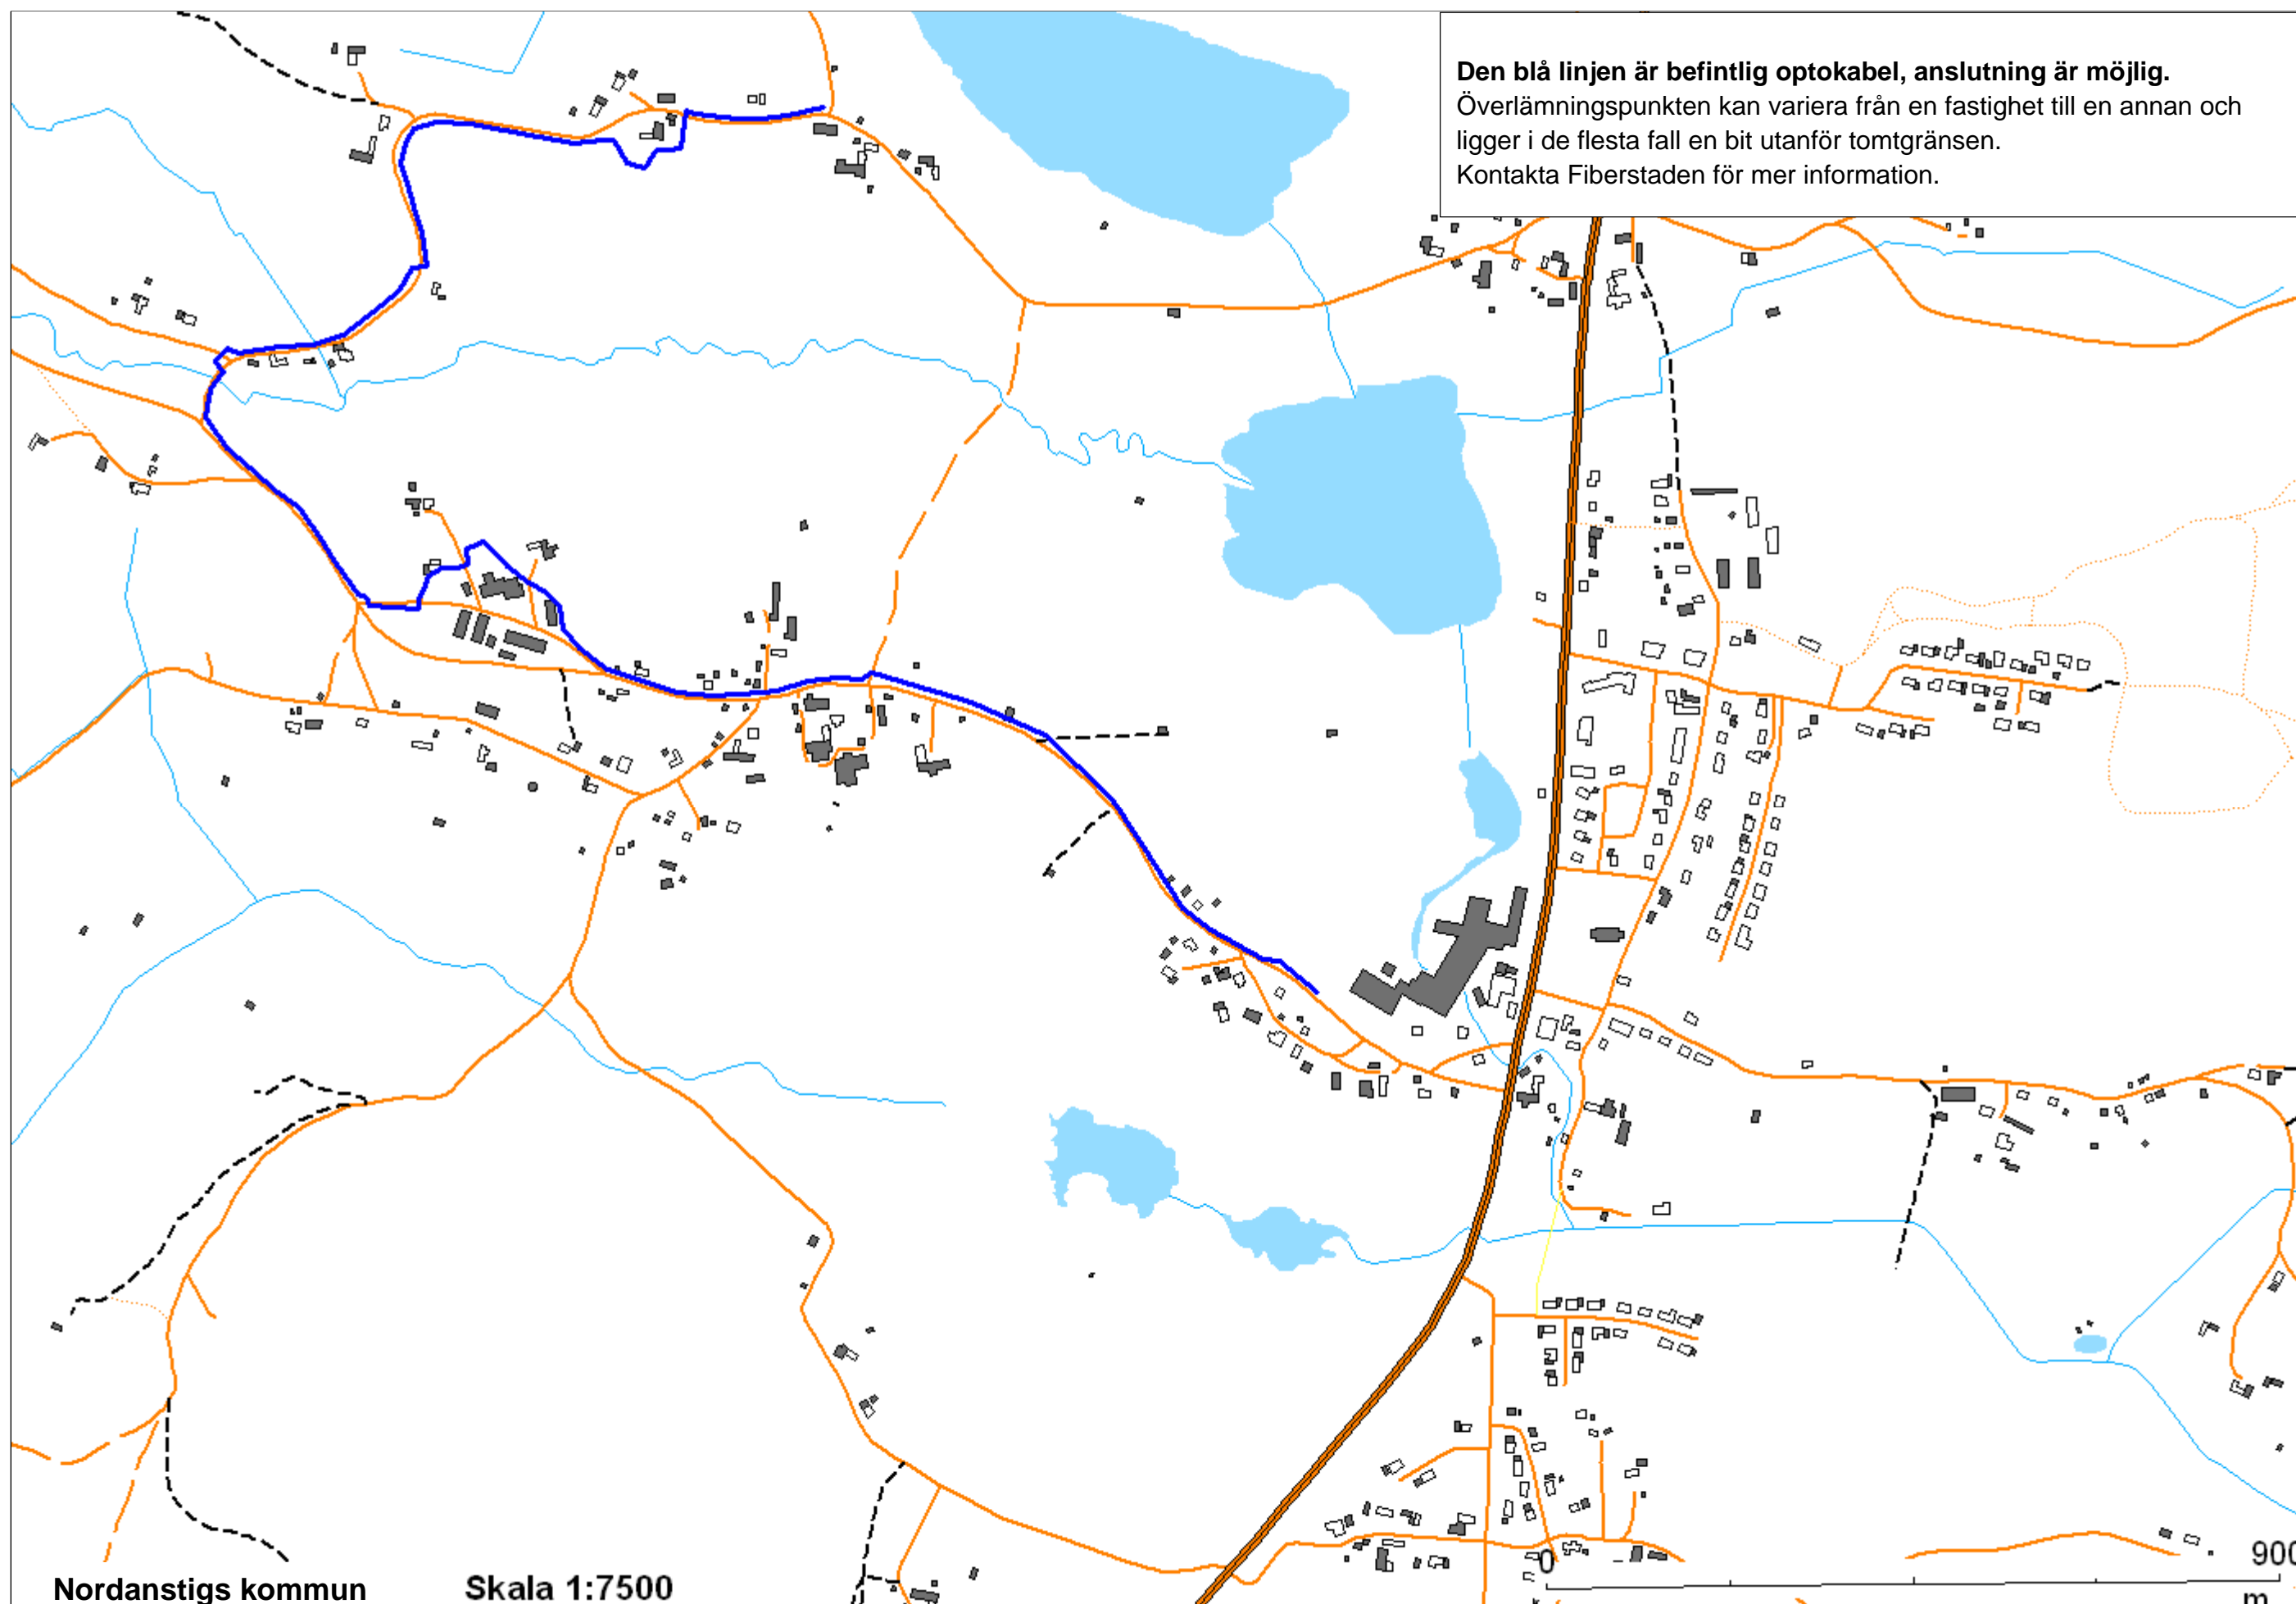 Den blå linjen är befintlig optokabel, anslutning är möjlig.
Överlämningspunkten kan variera från en fastighet till en annan och
ligger i de flesta fall en bit utanför tomtgränsen.
Kontakta Fiberstaden för mer information.
0
900
m
Nordanstigs kommun
Skala 1:7500